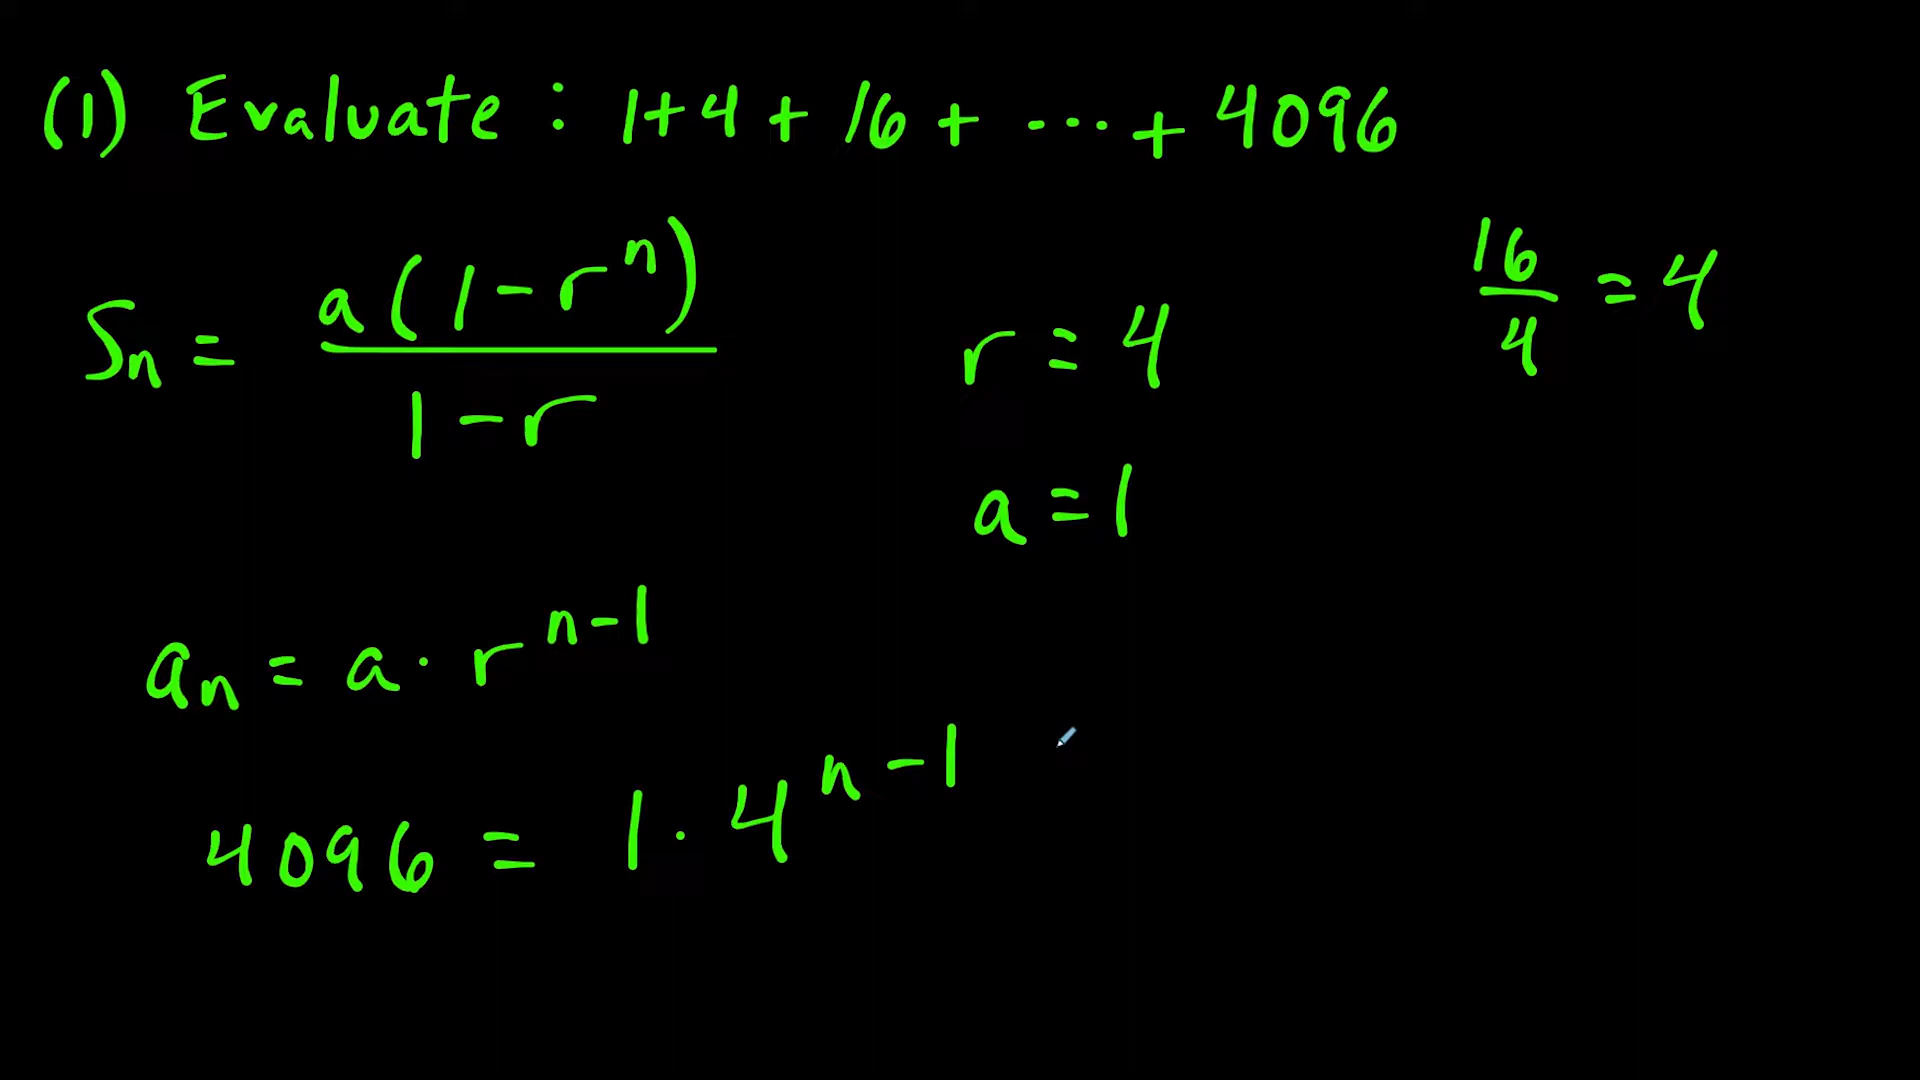 (1) Evaluate : 1+4 + 16 + ... + 4096
Sn = a(1-r^n) / 1-r
r = 4
16/4 = 4
a = 1
an = a · r^n-1
4096 = 1 · 4^n-1